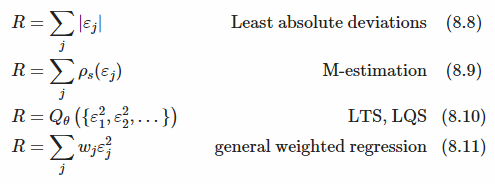 R = ∑_j |ε_j| Least absolute deviations (8.8)
R = ∑_j ρ_s(ε_j) M-estimation (8.9)
R = Q_θ ({ε_1^2, ε_2^2, …}) LTS, LQS (8.10)
R = ∑_j w_j ε_j^2 general weighted regression (8.11)